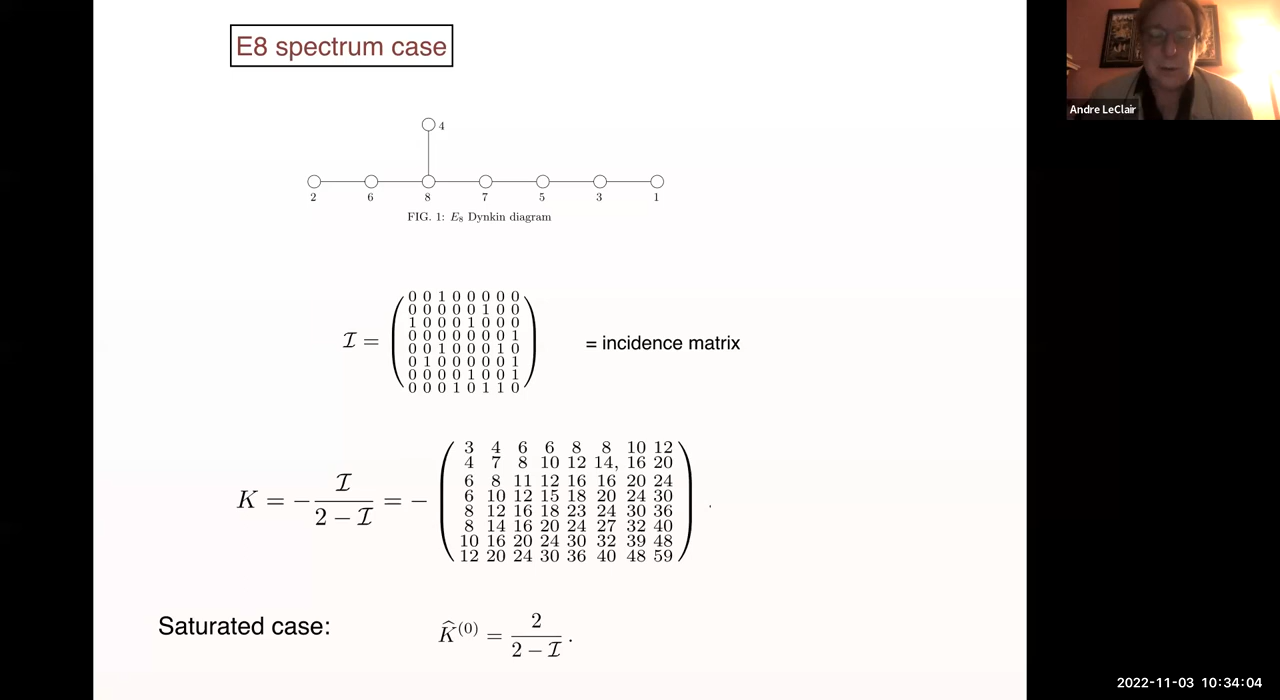 E8 spectrum case
4
2 6 8 7 5 3 1
FIG. 1: E₈ Dynkin diagram
0 0 1 0 0 0 0 0
0 0 0 0 0 1 0 0
1 0 0 0 1 0 0 0
0 0 0 0 0 0 0 1
ℐ =
0 0 1 0 0 0 1 0
0 1 0 0 0 0 0 1
0 0 0 0 1 0 0 1
0 0 0 1 0 1 1 0
= incidence matrix
K = − ℐ / (2 − ℐ) = −
3 4 6 6 8 8 10 12
4 7 8 10 12 14, 16 20
6 8 11 12 16 16 20 24
6 10 12 15 18 20 24 30
8 12 16 18 23 24 30 36
8 14 16 20 24 27 32 40
10 16 20 24 30 32 39 48
12 20 24 30 36 40 48 59
.
Saturated case:
K̂⁽⁰⁾ = 2 / (2 − ℐ) .
Andre LeClair
2022-11-03 10:34:04